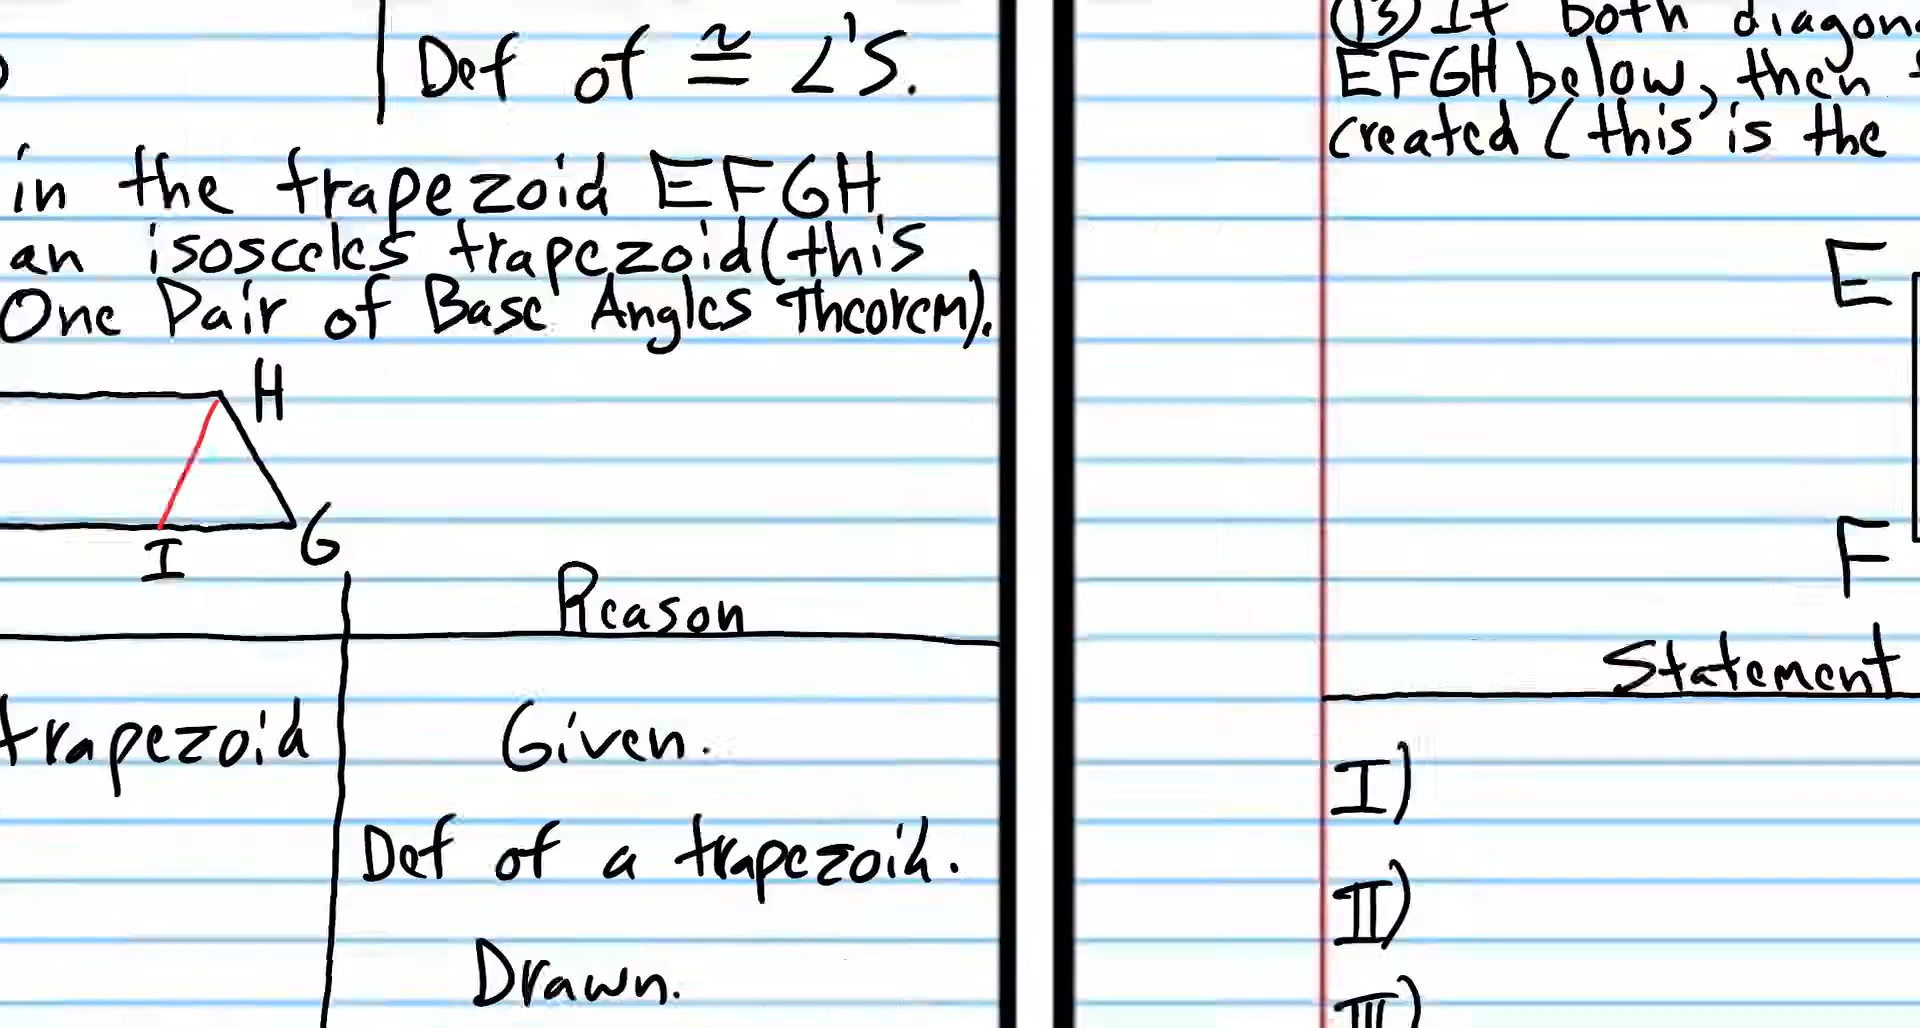 Def of ≅ ∠'S.
in the trapezoid EFGH
an isosceles trapezoid (this
One Pair of Base Angles Theorem).
H
I
G
Reason
trapezoid
Given.
Def of a trapezoid.
Drawn.
13) If both diagon
EFGH below, then
created (this is the
E
F
Statement
I)
II)
III)